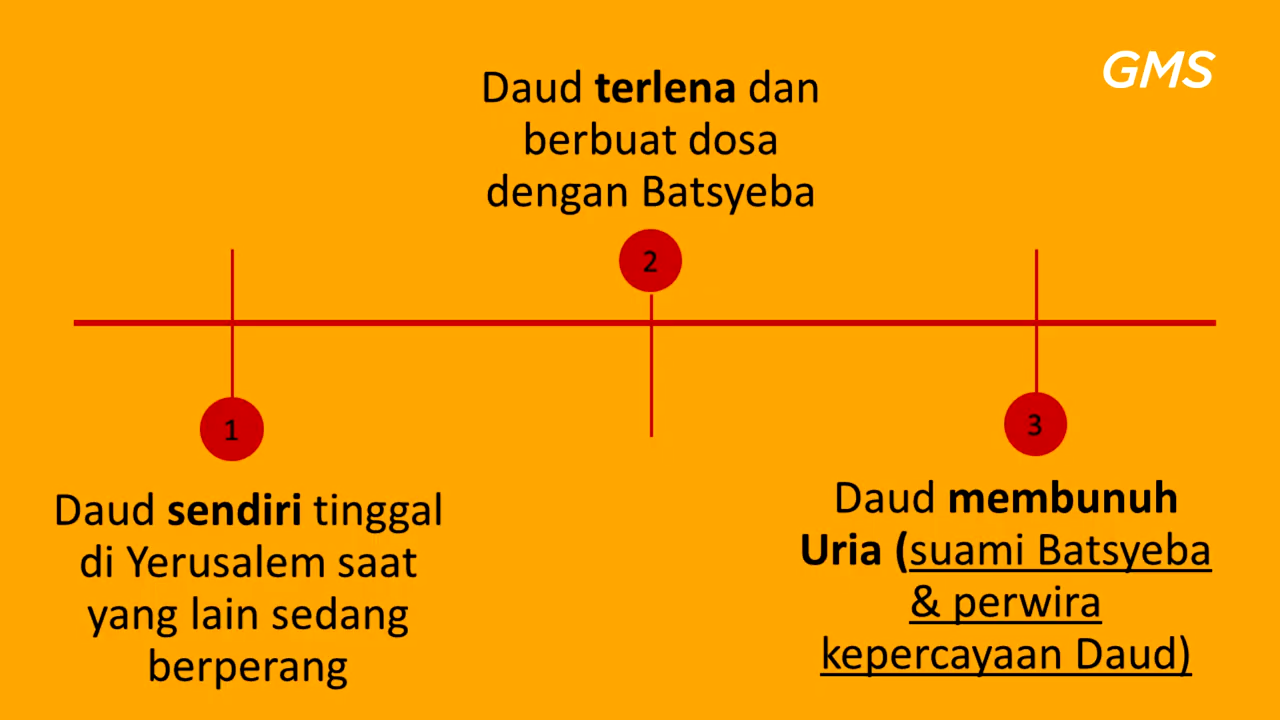 GMS
Daud terlena dan
berbuat dosa
dengan Batsyeba
2
1
3
Daud sendiri tinggal
di Yerusalem saat
yang lain sedang
berperang
Daud membunuh
Uria (suami Batsyeba
& perwira
kepercayaan Daud)